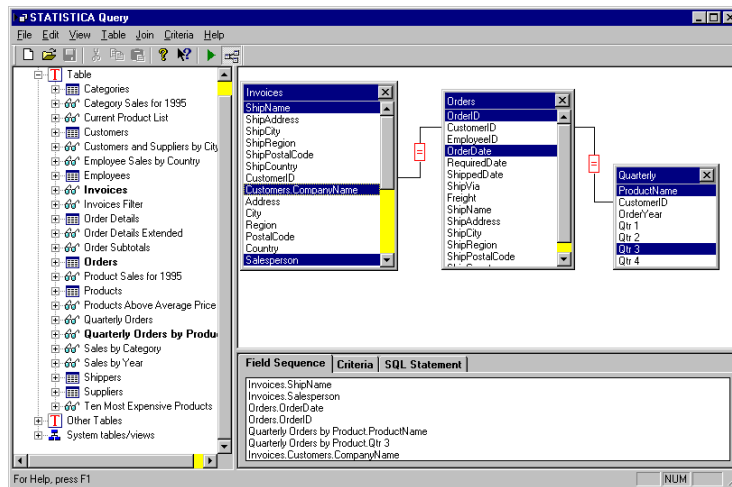 STATISTICA Query
File Edit View Table Join Criteria Help
Table
Categories
Category Sales for 1995
Current Product List
Customers
Customers and Suppliers by City
Employee Sales by Country
Employees
Invoices
Invoices Filter
Order Details
Order Details Extended
Order Subtotals
Orders
Product Sales for 1995
Products
Products Above Average Price
Quarterly Orders
Quarterly Orders by Produ
Sales by Category
Sales by Year
Shippers
Suppliers
Ten Most Expensive Products
Other Tables
System tables/views
Invoices
ShipName
ShipAddress
ShipCity
ShipRegion
ShipPostalCode
ShipCountry
CustomerID
Customers.CompanyName
Address
City
Region
PostalCode
Country
Salesperson
=
Orders
OrderID
CustomerID
EmployeeID
OrderDate
RequiredDate
ShippedDate
ShipVia
Freight
ShipName
ShipAddress
ShipCity
ShipRegion
ShipPostalCode
=
Quarterly
ProductName
CustomerID
OrderYear
Qtr 1
Qtr 2
Qtr 3
Qtr 4
Field Sequence Criteria SQL Statement
Invoices.ShipName
Invoices.Salesperson
Orders.OrderDate
Orders.OrderID
Quarterly Orders by Product.ProductName
Quarterly Orders by Product.Qtr 3
Invoices.Customers.CompanyName
For Help, press F1
NUM